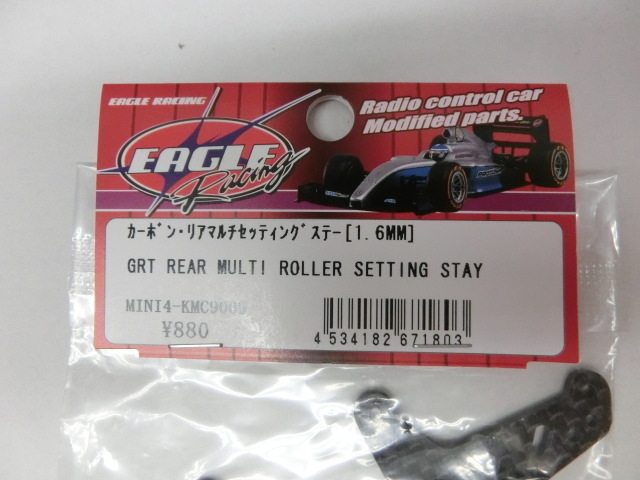 EAGLE RACING
EAGLE
Racing
Radio control car
Modified parts.
カーボン・リアマルチセッティングステー[1.6MM]
GRT REAR MULTI ROLLER SETTING STAY
MINI4-KMC9009
¥880
4 534182 671803